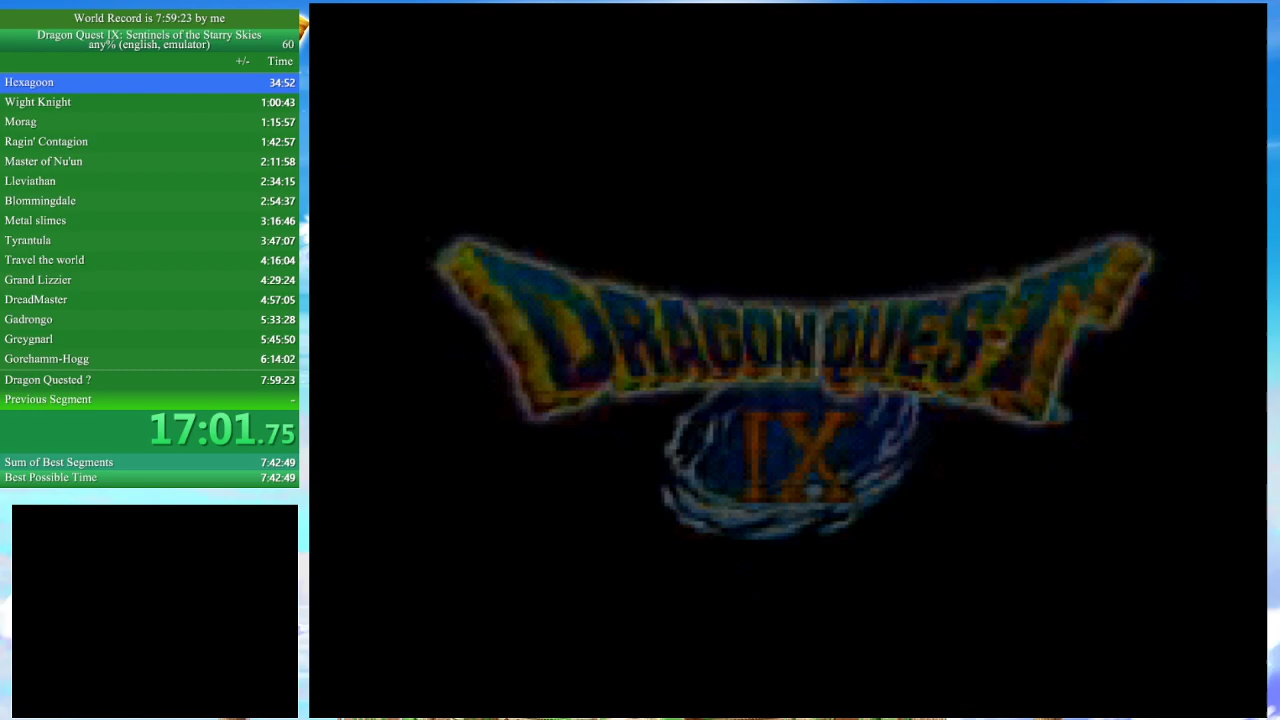 World Record is 7:59:23 by me
Dragon Quest IX: Sentinels of the Starry Skies
any% (english, emulator) 60
+/- Time
Hexagoon 34:52
Wight Knight 1:00:43
Morag 1:15:57
Ragin' Contagion 1:42:57
Master of Nu'un 2:11:58
Lleviathan 2:34:15
Blommingdale 2:54:37
Metal slimes 3:16:46
Tyrantula 3:47:07
Travel the world 4:16:04
Grand Lizzier 4:29:24
DreadMaster 4:57:05
Gadrongo 5:33:28
Greygnarl 5:45:50
Gorehamm-Hogg 6:14:02
Dragon Quested ? 7:59:23
Previous Segment -
17:01.75
Sum of Best Segments 7:42:49
Best Possible Time 7:42:49
DRAGON QUEST
IX